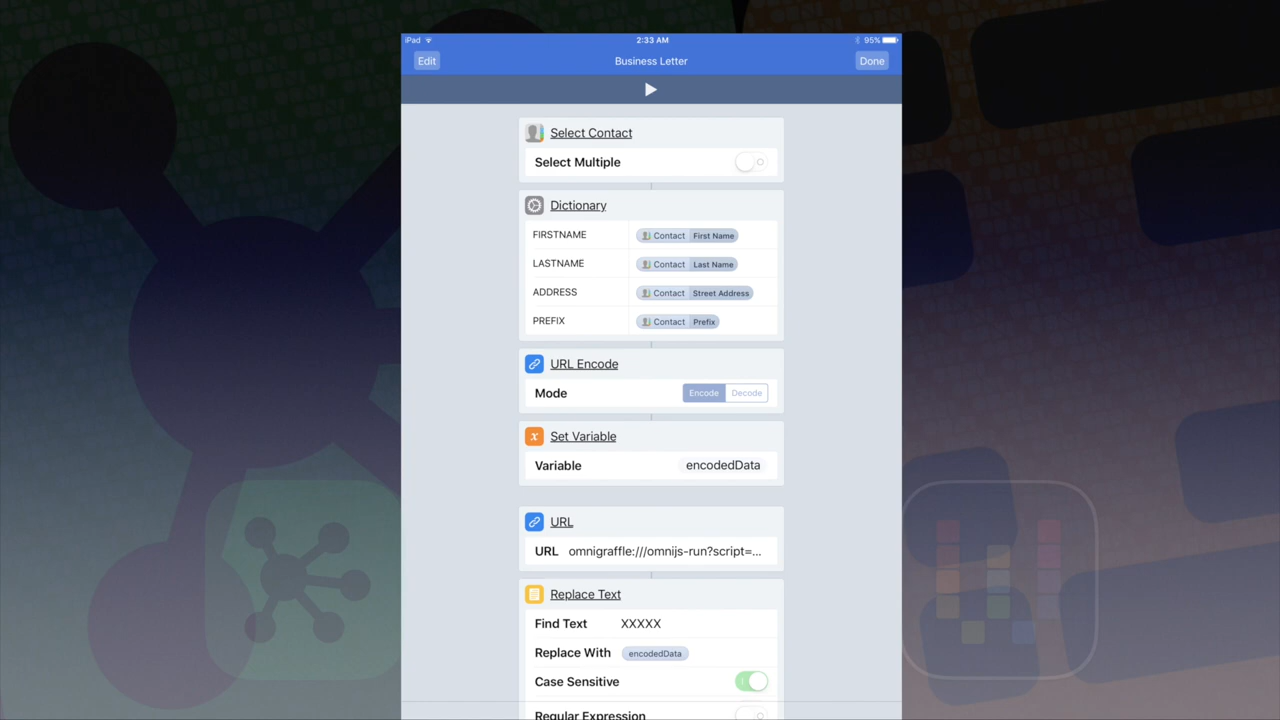 iPad 2:33 AM 95%
Edit Business Letter Done
Select Contact
Select Multiple
Dictionary
FIRSTNAME Contact First Name
LASTNAME Contact Last Name
ADDRESS Contact Street Address
PREFIX Contact Prefix
URL Encode
Mode Encode Decode
x Set Variable
Variable encodedData
URL
URL omnigraffle:///omnijs-run?script=...
Replace Text
Find Text XXXXX
Replace With encodedData
Case Sensitive
Regular Expression